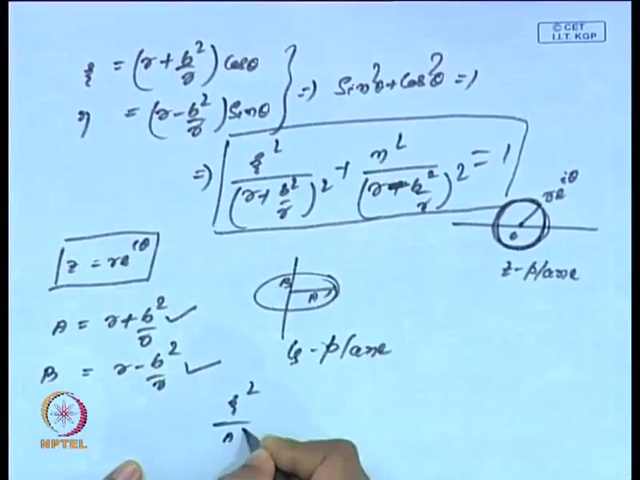 © CET
I.I.T. KGP
ξ = (r + b²/r) cosθ
η = (r - b²/r) sinθ
} => sin²θ + cos²θ = 1
=> ξ²/(r + b²/r)² + η²/(r - b²/r)² = 1
re^{iθ}
0
z-plane
z = re^{iθ}
B
A
ζ-plane
A = r + b²/r ✓
B = r - b²/r ✓
ξ²/A
NPTEL